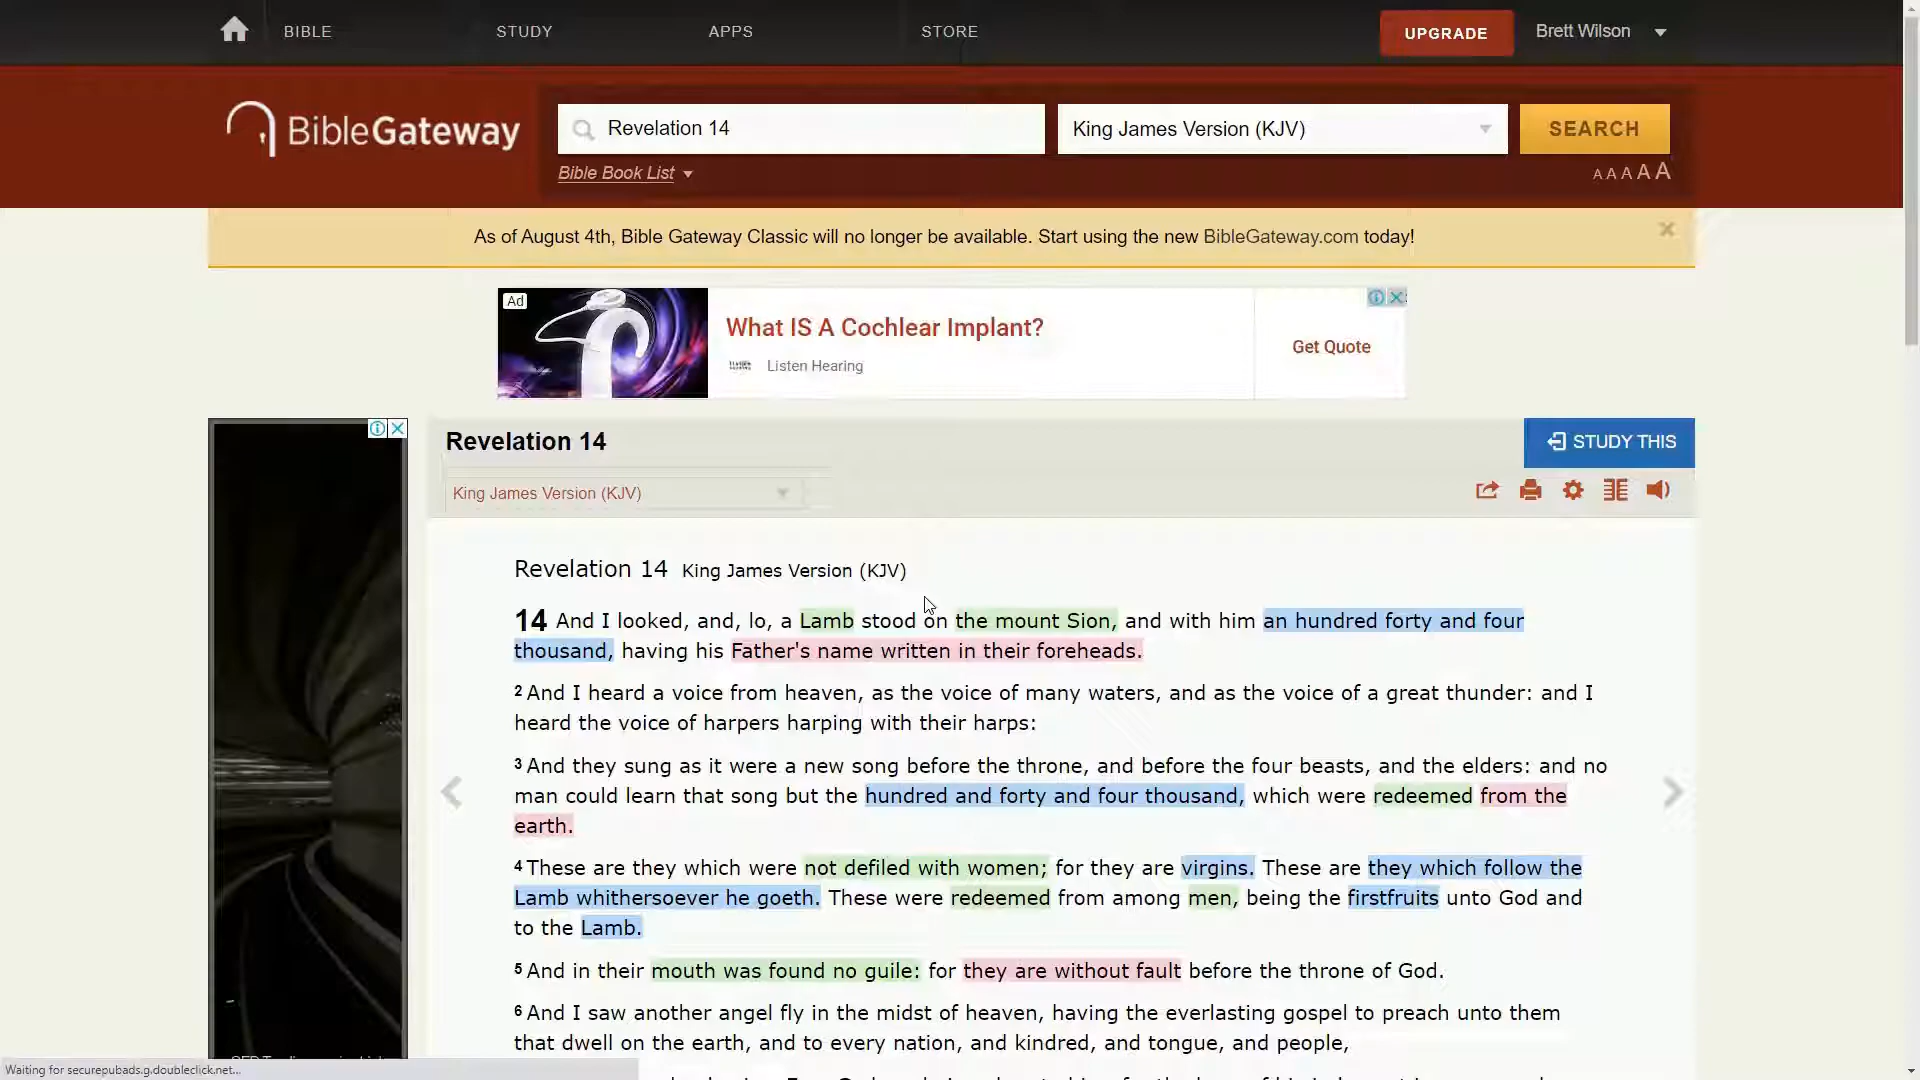 BIBLE STUDY APPS STORE UPGRADE Brett Wilson
BibleGateway
Revelation 14 King James Version (KJV) SEARCH
Bible Book List A A A A A
As of August 4th, Bible Gateway Classic will no longer be available. Start using the new BibleGateway.com today!
Ad
What IS A Cochlear Implant?
Listen Hearing
Get Quote
Revelation 14 STUDY THIS
King James Version (KJV)
Revelation 14 King James Version (KJV)
14 And I looked, and, lo, a Lamb stood on the mount Sion, and with him an hundred forty and four
thousand, having his Father's name written in their foreheads.
2 And I heard a voice from heaven, as the voice of many waters, and as the voice of a great thunder: and I
heard the voice of harpers harping with their harps:
3 And they sung as it were a new song before the throne, and before the four beasts, and the elders: and no
man could learn that song but the hundred and forty and four thousand, which were redeemed from the
earth.
4 These are they which were not defiled with women; for they are virgins. These are they which follow the
Lamb whithersoever he goeth. These were redeemed from among men, being the firstfruits unto God and
to the Lamb.
5 And in their mouth was found no guile: for they are without fault before the throne of God.
6 And I saw another angel fly in the midst of heaven, having the everlasting gospel to preach unto them
that dwell on the earth, and to every nation, and kindred, and tongue, and people,
Waiting for securepubads.g.doubleclick.net...